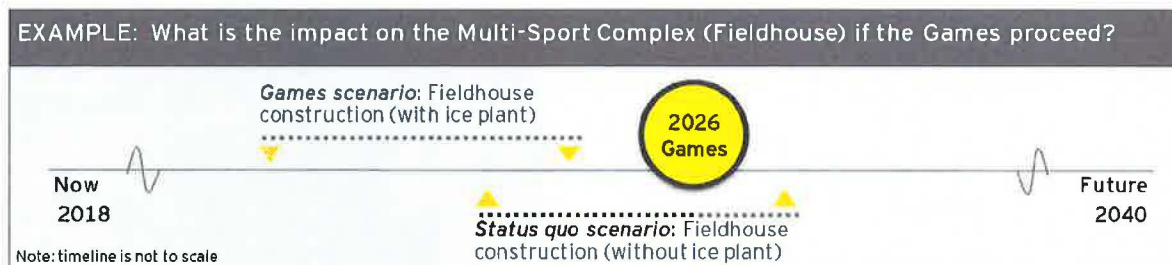 EXAMPLE: What is the impact on the Multi-Sport Complex (Fieldhouse) if the Games proceed?
Games scenario: Fieldhouse
construction (with ice plant)
2026
Games
Now
2018
Future
2040
Status quo scenario: Fieldhouse
construction (without ice plant)
Note: timeline is not to scale